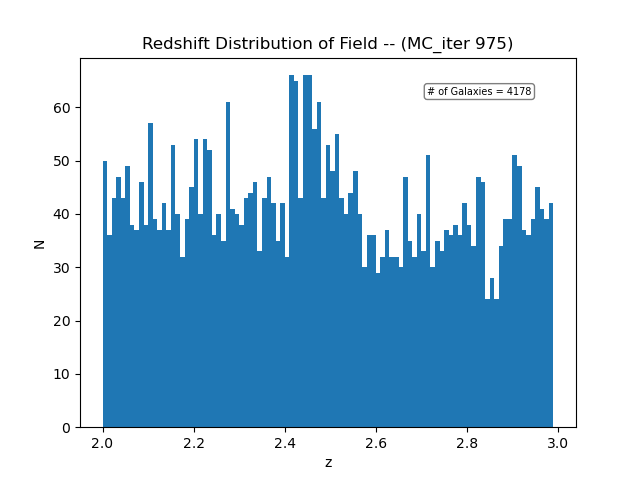 Redshift Distribution of Field -- (MC_iter 975)
# of Galaxies = 4178
60
50
40
30
20
10
0
N
2.0 2.2 2.4 2.6 2.8 3.0
z